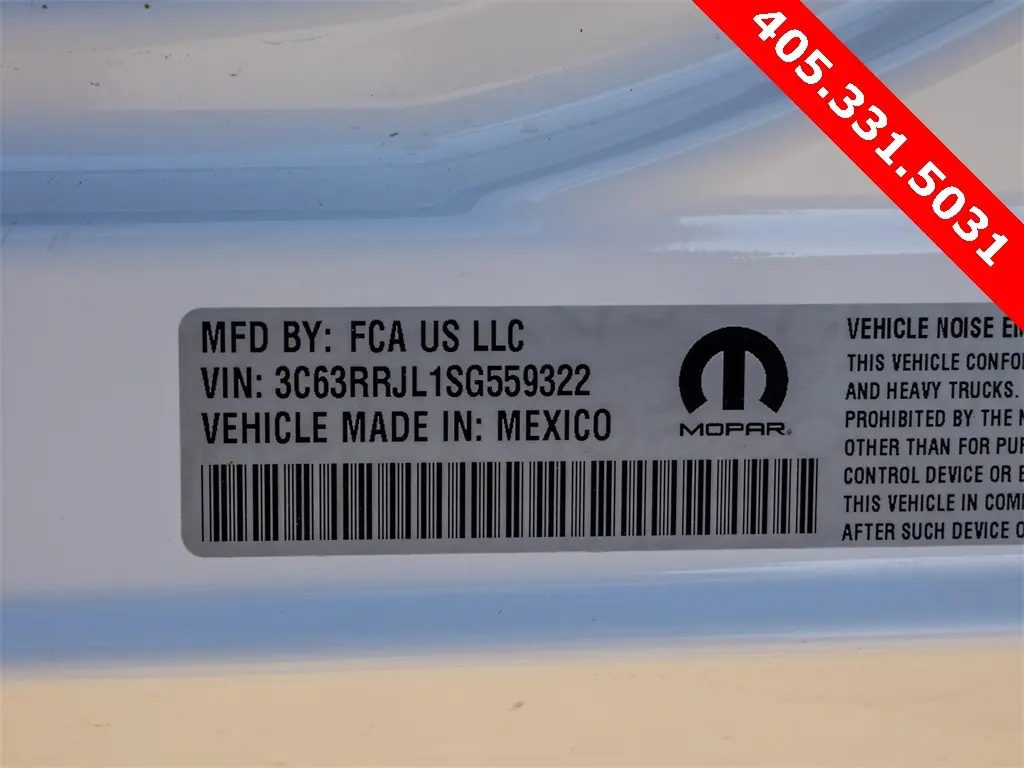 405.331.5031
MFD BY: FCA US LLC
VIN: 3C63RRJL1SG559322
VEHICLE MADE IN: MEXICO
MOPAR®
VEHICLE NOISE
THIS VEHICLE
AND HEAVY TRUCKS.
PROHIBITED BY THE
OTHER THAN FOR
CONTROL DEVICE OR
THIS VEHICLE IN
AFTER SUCH DEVICE